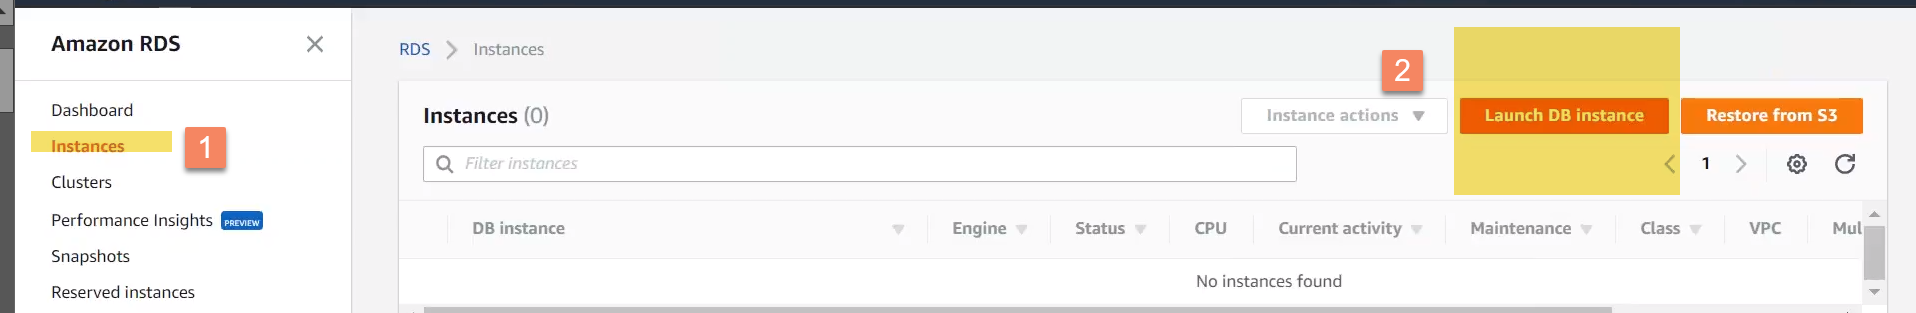 Amazon RDS
Dashboard
Instances
1
Clusters
Performance Insights PREVIEW
Snapshots
Reserved instances
RDS > Instances
2
Instances (0)
Instance actions
Launch DB instance
Restore from S3
Filter instances
1
DB instance Engine Status CPU Current activity Maintenance Class VPC Mul
No instances found